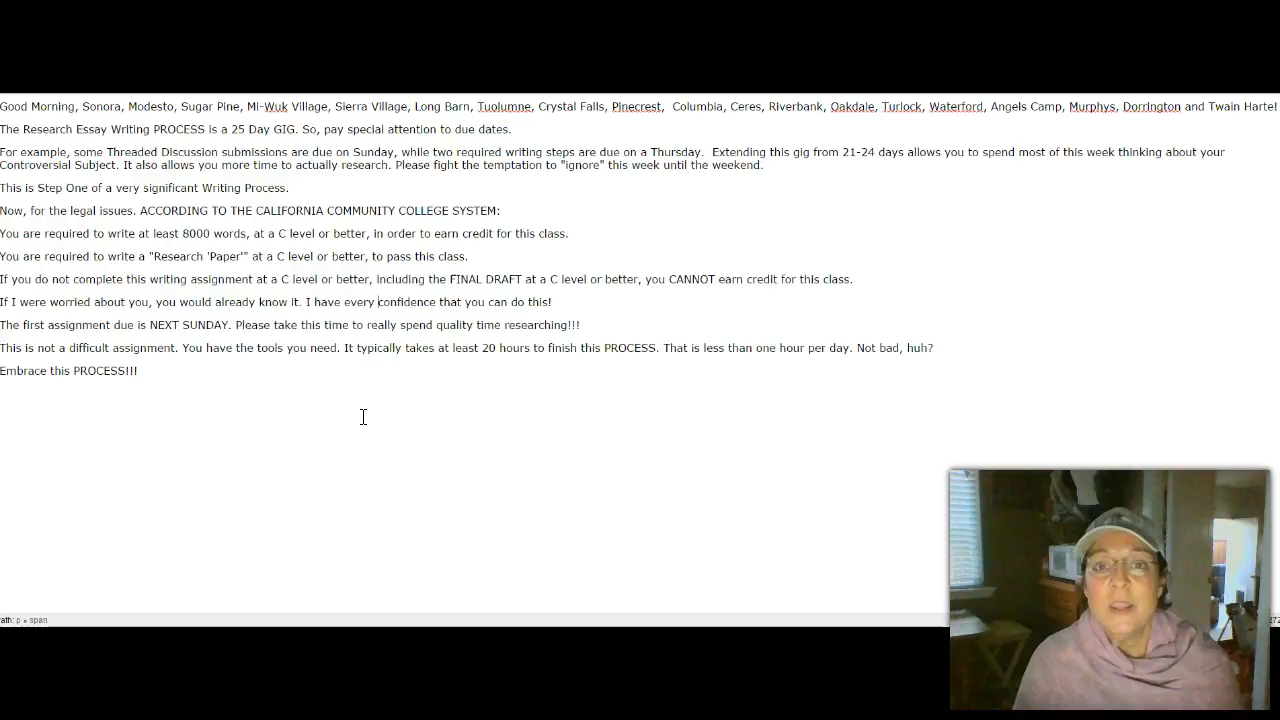 Good Morning, Sonora, Modesto, Sugar Pine, Mi-Wuk Village, Sierra Village, Long Barn, Tuolumne, Crystal Falls, Pinecrest, Columbia, Ceres, Riverbank, Oakdale, Turlock, Waterford, Angels Camp, Murphys, Dorrington and Twain Harte!
The Research Essay Writing PROCESS is a 25 Day GIG. So, pay special attention to due dates.
For example, some Threaded Discussion submissions are due on Sunday, while two required writing steps are due on a Thursday. Extending this gig from 21-24 days allows you to spend most of this week thinking about your
Controversial Subject. It also allows you more time to actually research. Please fight the temptation to "ignore" this week until the weekend.
This is Step One of a very significant Writing Process.
Now, for the legal issues. ACCORDING TO THE CALIFORNIA COMMUNITY COLLEGE SYSTEM:
You are required to write at least 8000 words, at a C level or better, in order to earn credit for this class.
You are required to write a "Research 'Paper'" at a C level or better, to pass this class.
If you do not complete this writing assignment at a C level or better, including the FINAL DRAFT at a C level or better, you CANNOT earn credit for this class.
If I were worried about you, you would already know it. I have every confidence that you can do this!
The first assignment due is NEXT SUNDAY. Please take this time to really spend quality time researching!!!
This is not a difficult assignment. You have the tools you need. It typically takes at least 20 hours to finish this PROCESS. That is less than one hour per day. Not bad, huh?
Embrace this PROCESS!!!
ath: p » span